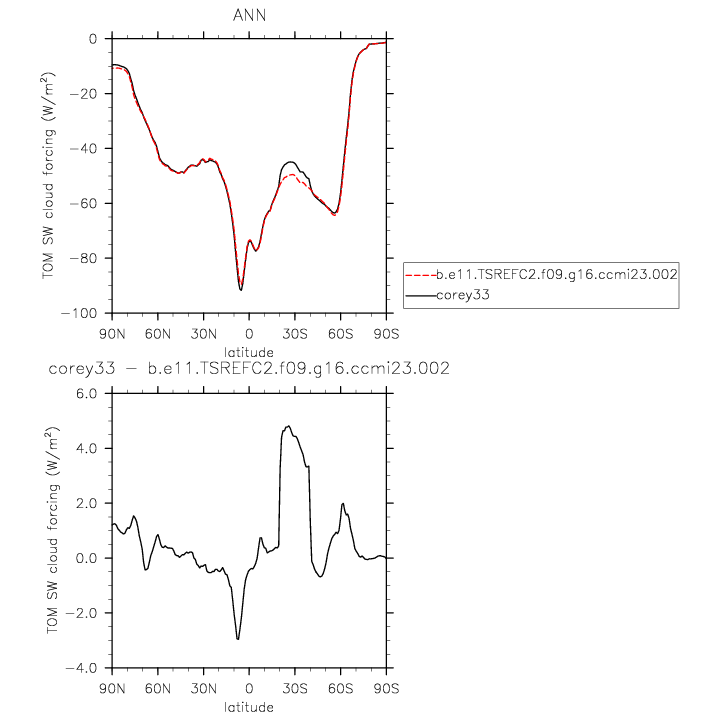 ANN
TOM SW cloud forcing (W/m²)
0
−20
−40
−60
−80
−100
90N 60N 30N 0 30S 60S 90S
latitude
b.e11.TSREFC2.f09.g16.ccmi23.002
corey33
corey33 − b.e11.TSREFC2.f09.g16.ccmi23.002
TOM SW cloud forcing (W/m²)
6.0
4.0
2.0
0.0
−2.0
−4.0
90N 60N 30N 0 30S 60S 90S
latitude